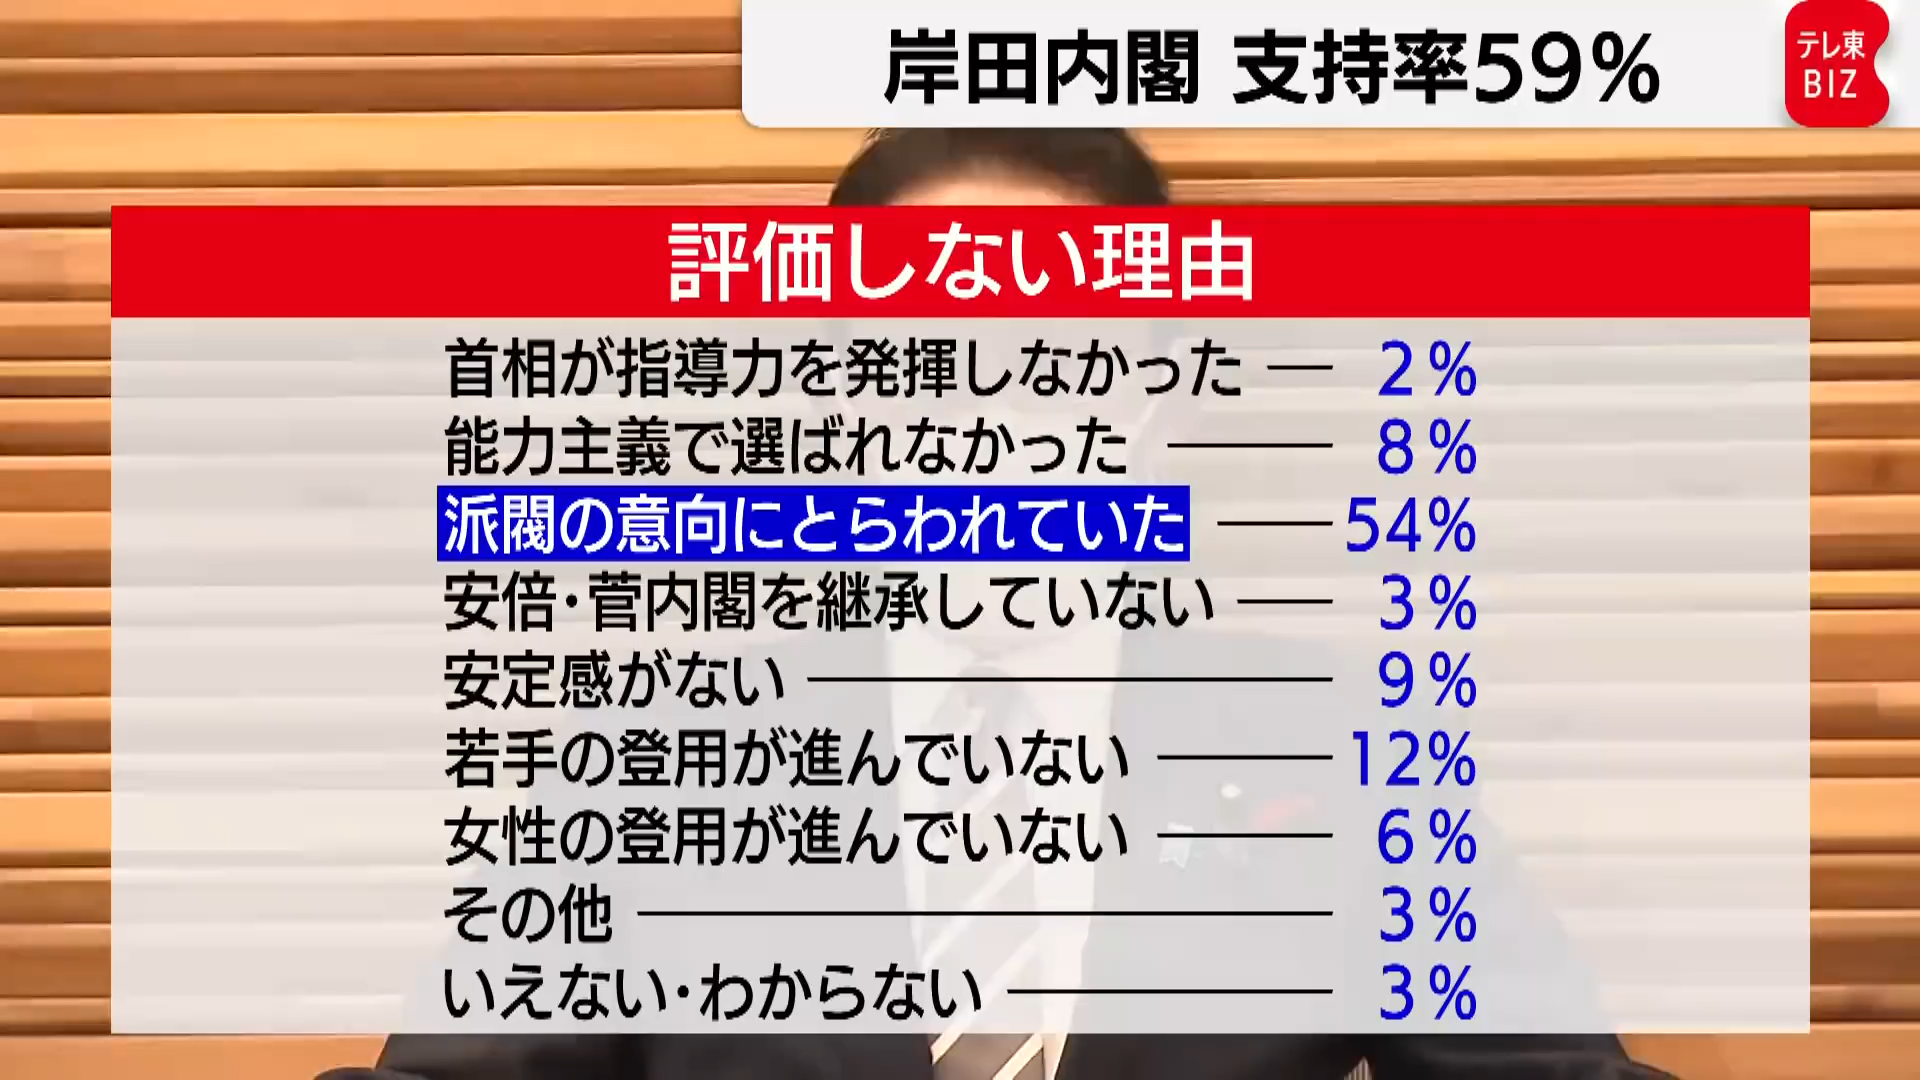 岸田内閣 支持率59%
テレ東
BIZ
評価しない理由
首相が指導力を発揮しなかった 2%
能力主義で選ばれなかった 8%
派閥の意向にとらわれていた 54%
安倍・菅内閣を継承していない 3%
安定感がない 9%
若手の登用が進んでいない 12%
女性の登用が進んでいない 6%
その他 3%
いえない・わからない 3%